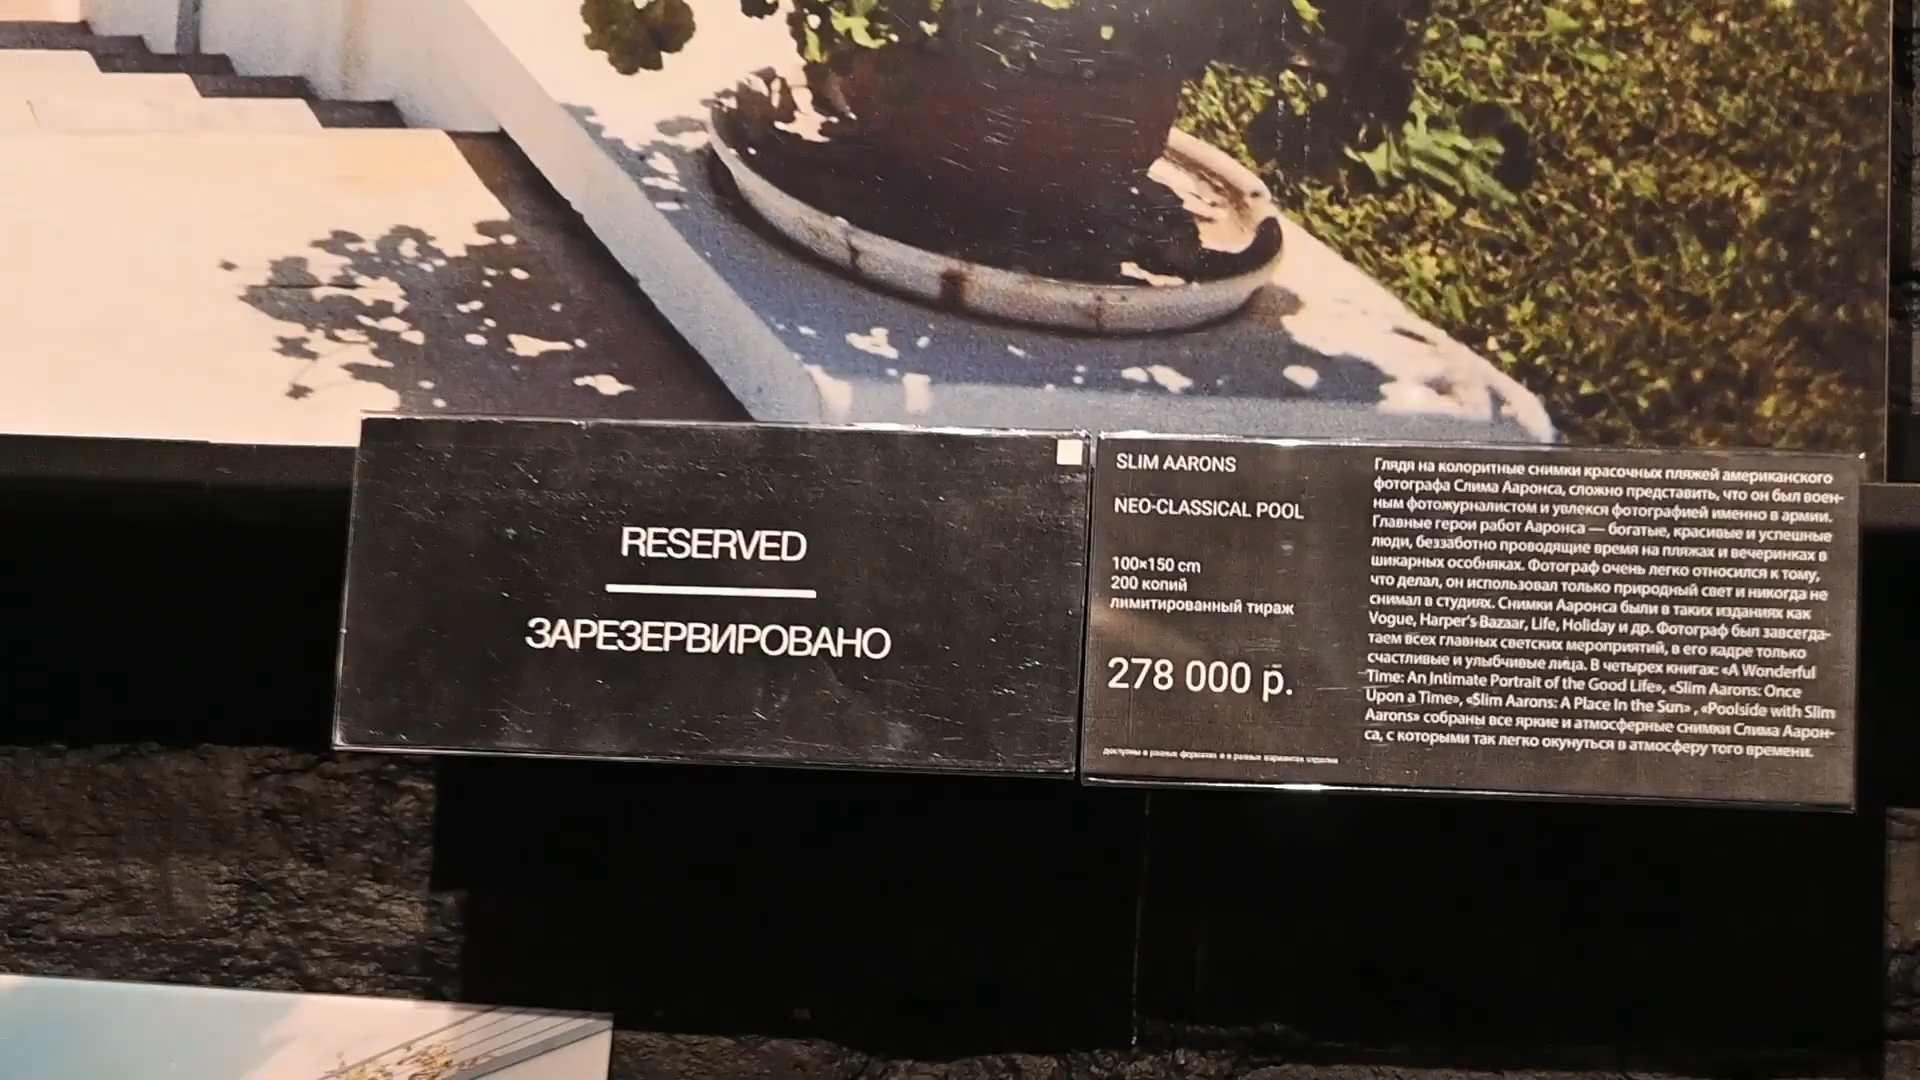 RESERVED
ЗАРЕЗЕРВИРОВАНО
SLIM AARONS
NEO-CLASSICAL POOL
100×150 cm
200 копий
лимитированный тираж
278 000 р.
доступны в разных форматах и в разных вариантах отделки
Глядя на колоритные снимки красочных пляжей американского
фотографа Слима Ааронса, сложно представить, что он был воен-
ным фотожурналистом и увлекся фотографией именно в армии.
Главные герои работ Ааронса — богатые, красивые и успешные
люди, беззаботно проводящие время на пляжах и вечеринках в
шикарных особняках. Фотограф очень легко относился к тому,
что делал, он использовал только природный свет и никогда не
снимал в студиях. Снимки Ааронса были в таких изданиях как
Vogue, Harper's Bazaar, Life, Holiday и др. Фотограф был завсегда-
таем всех главных светских мероприятий, в его кадре только
счастливые и улыбчивые лица. В четырех книгах: «A Wonderful
Time: An Intimate Portrait of the Good Life», «Slim Aarons: Once
Upon a Time», «Slim Aarons: A Place In the Sun» , «Poolside with Slim
Aarons» собраны все яркие и атмосферные снимки Слима Аарон-
са, с которыми так легко окунуться в атмосферу того времени.